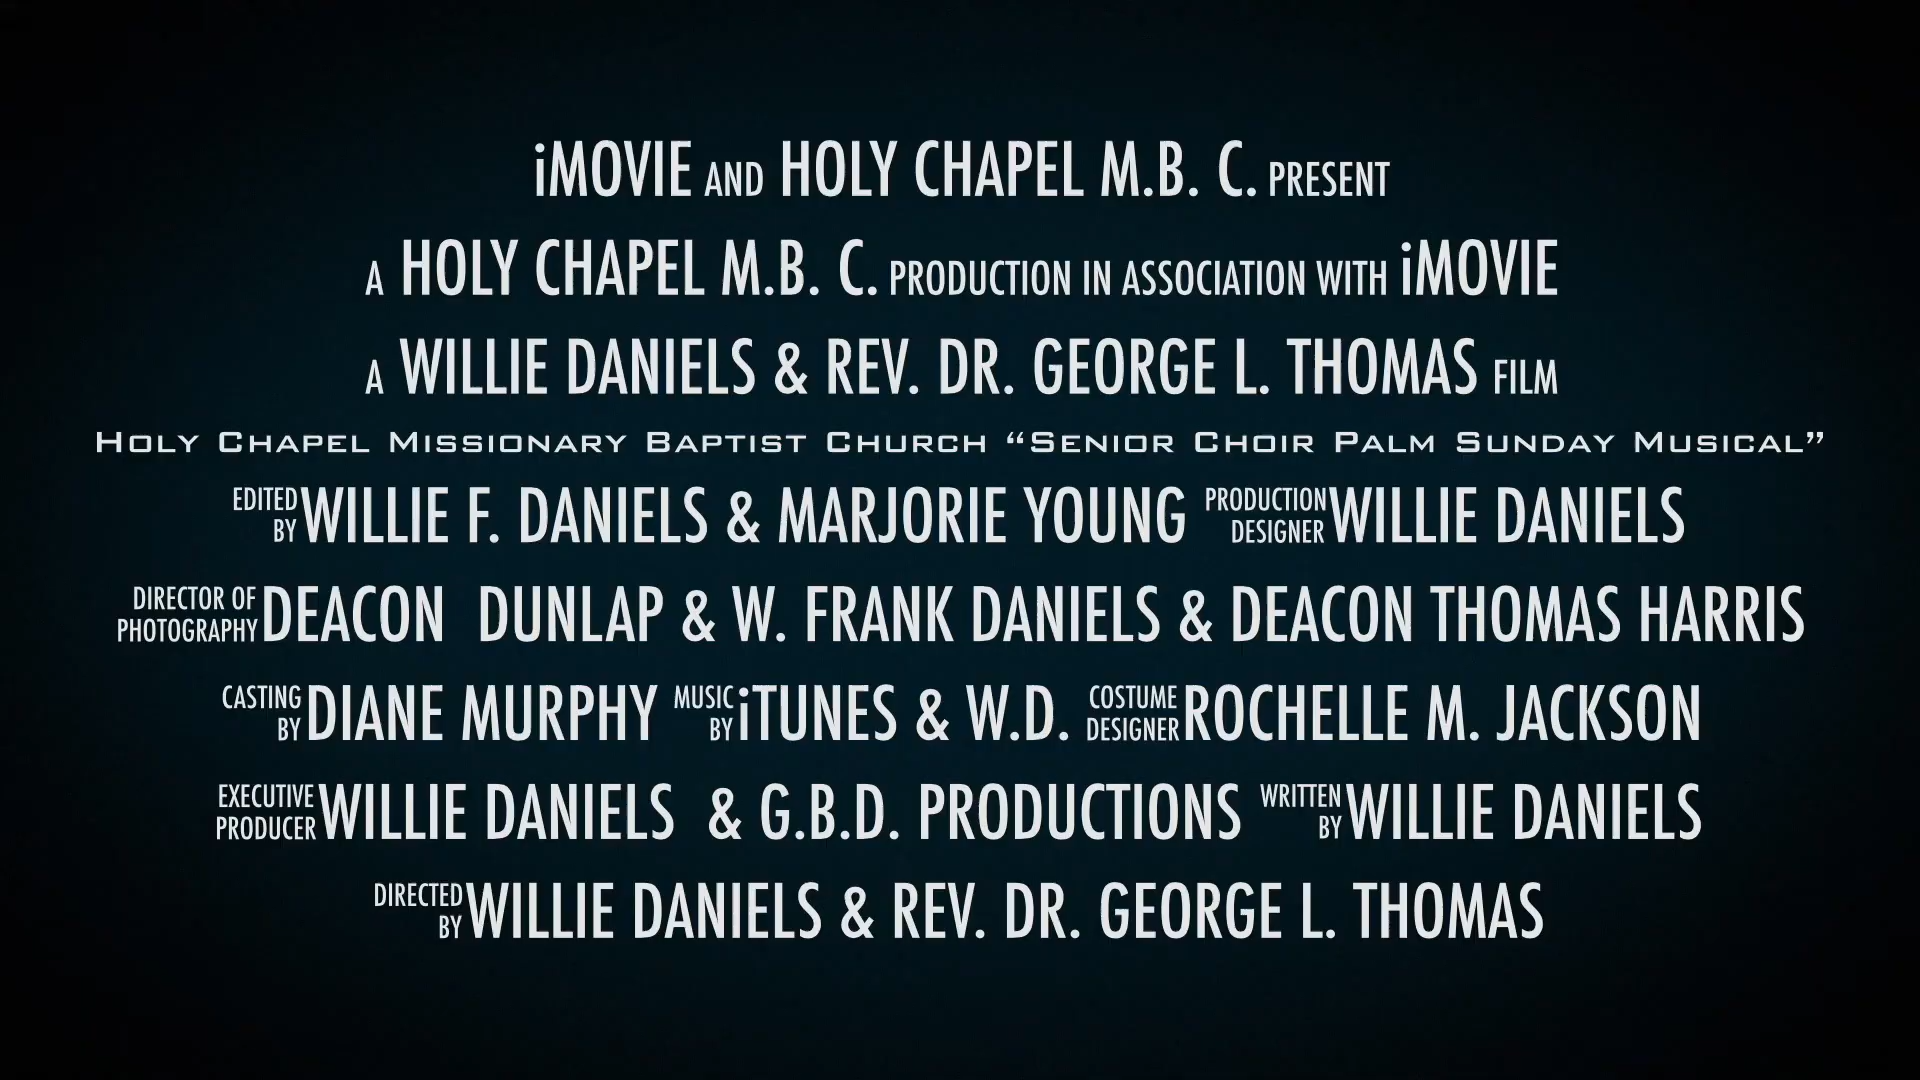 iMOVIE AND HOLY CHAPEL M.B. C. PRESENT
A HOLY CHAPEL M.B. C. PRODUCTION IN ASSOCIATION WITH iMOVIE
A WILLIE DANIELS & REV. DR. GEORGE L. THOMAS FILM
HOLY CHAPEL MISSIONARY BAPTIST CHURCH “SENIOR CHOIR PALM SUNDAY MUSICAL”
EDITED BY WILLIE F. DANIELS & MARJORIE YOUNG PRODUCTION DESIGNER WILLIE DANIELS
DIRECTOR OF PHOTOGRAPHY DEACON DUNLAP & W. FRANK DANIELS & DEACON THOMAS HARRIS
CASTING BY DIANE MURPHY MUSIC BY iTUNES & W.D. COSTUME DESIGNER ROCHELLE M. JACKSON
EXECUTIVE PRODUCER WILLIE DANIELS & G.B.D. PRODUCTIONS WRITTEN BY WILLIE DANIELS
DIRECTED BY WILLIE DANIELS & REV. DR. GEORGE L. THOMAS